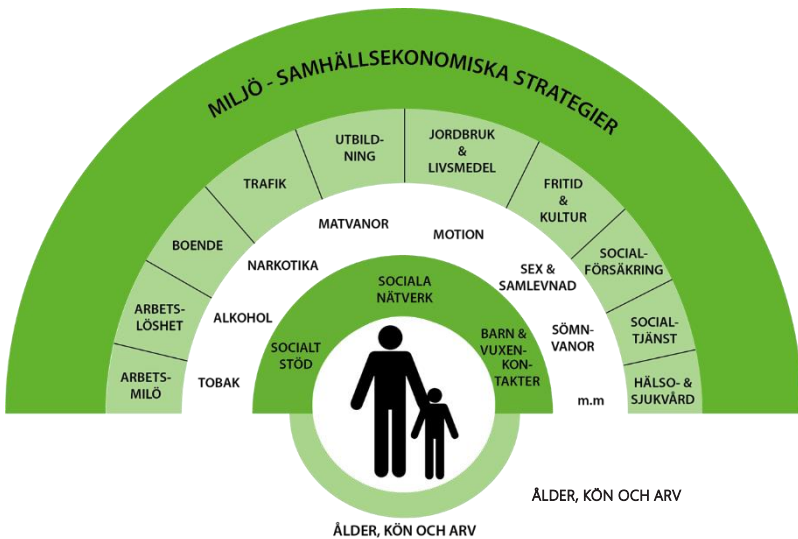 MILJÖ - SAMHÄLLSEKONOMISKA STRATEGIER
ARBETS-
MILÖ
ARBETS-
LÖSHET
BOENDE
TRAFIK
UTBILD-
NING
JORDBRUK
&
LIVSMEDEL
FRITID
&
KULTUR
SOCIAL-
FÖRSÄKRING
SOCIAL-
TJÄNST
HÄLSO- &
SJUKVÅRD
TOBAK
ALKOHOL
NARKOTIKA
MATVANOR
MOTION
SEX &
SAMLEVNAD
SÖMN-
VANOR
m.m
SOCIALT
STÖD
SOCIALA
NÄTVERK
BARN &
VUXEN-
KON-
TAKTER
ÅLDER, KÖN OCH ARV
ÅLDER, KÖN OCH ARV